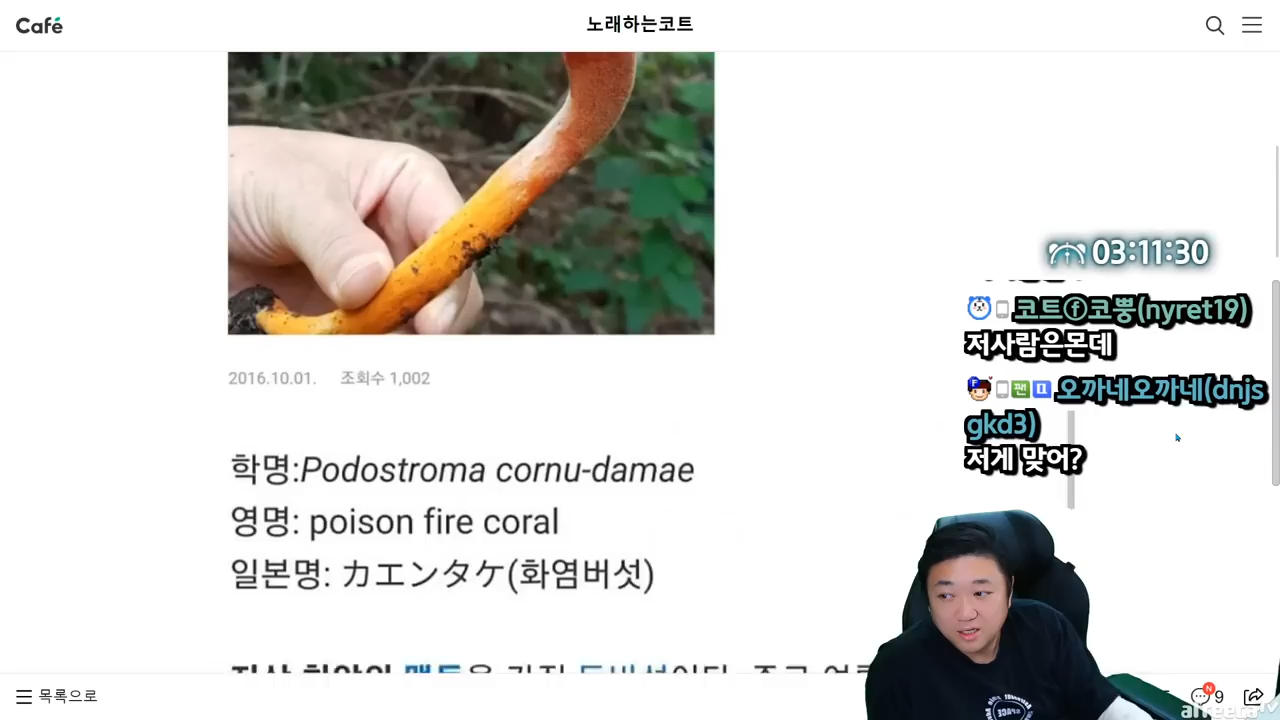 Café
노래하는코트
03:11:30
코트ⓕ코뿡(nyret19)
저사람은몬데
팬 오까네오까네(dnjs
gkd3)
저게 맞어?
2016.10.01. 조회수 1,002
학명:Podostroma cornu-damae
영명: poison fire coral
일본명: カエンタケ(화염버섯)
목록으로
N
9
afreecaTV
SPACE